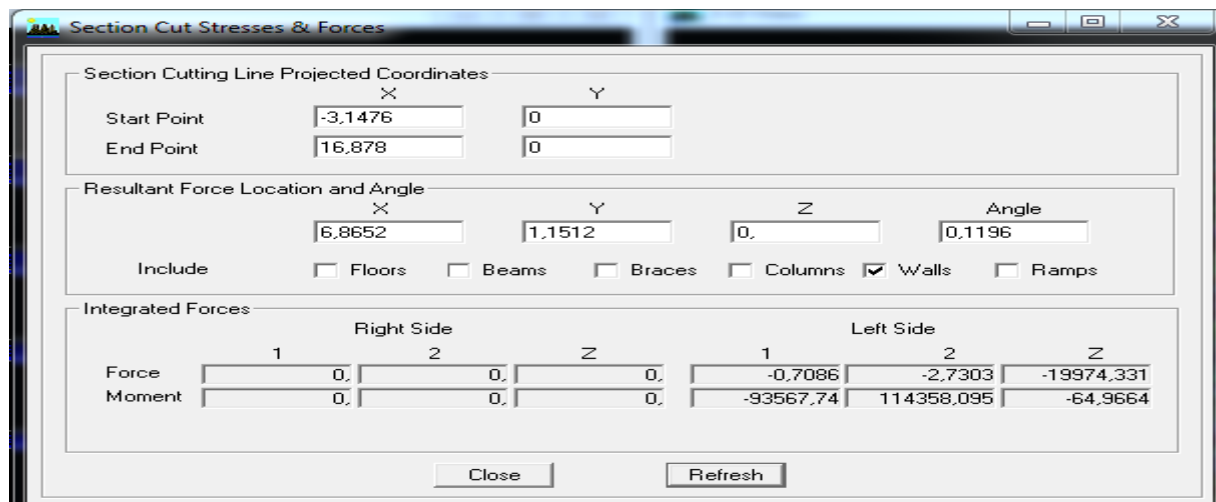 Section Cut Stresses & Forces
Section Cutting Line Projected Coordinates
X Y
Start Point -3,1476 0
End Point 16,878 0
Resultant Force Location and Angle
X Y Z Angle
6,8652 1,1512 0, 0,1196
Include Floors Beams Braces Columns Walls Ramps
Integrated Forces
Right Side Left Side
1 2 Z 1 2 Z
Force 0, 0, 0, -0,7086 -2,7303 -19974,331
Moment 0, 0, 0, -93567,74 114358,095 -64,9664
Close Refresh